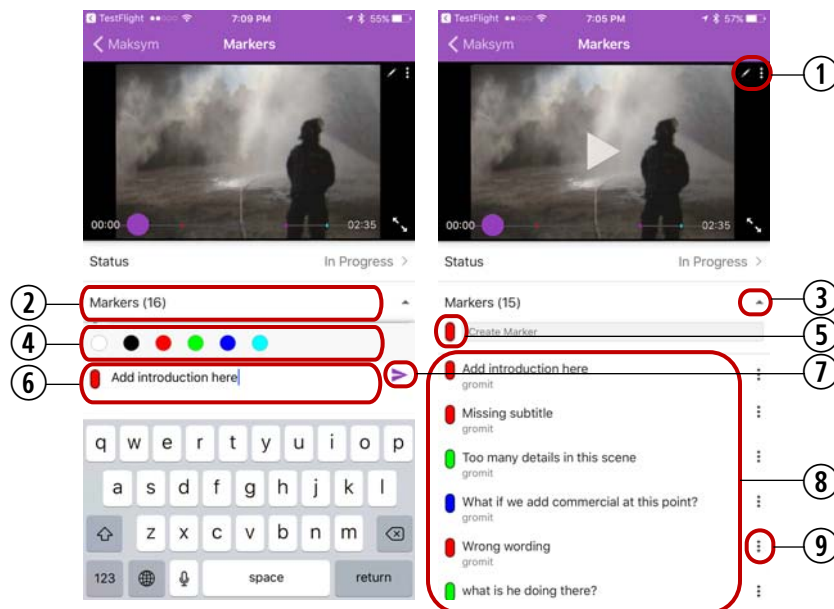 TestFlight 7:09 PM 55%
Maksym Markers
00:00 02:35
Status In Progress >
Markers (16)
Add introduction here
q w e r t y u i o p
a s d f g h j k l
z x c v b n m
123 space return
TestFlight 7:05 PM 57%
Maksym Markers
00:00 02:35
Status In Progress >
Markers (15)
Create Marker
Add introduction here
gromit
Missing subtitle
gromit
Too many details in this scene
gromit
What if we add commercial at this point?
gromit
Wrong wording
gromit
what is he doing there?
1
2
3
4
5
6
7
8
9